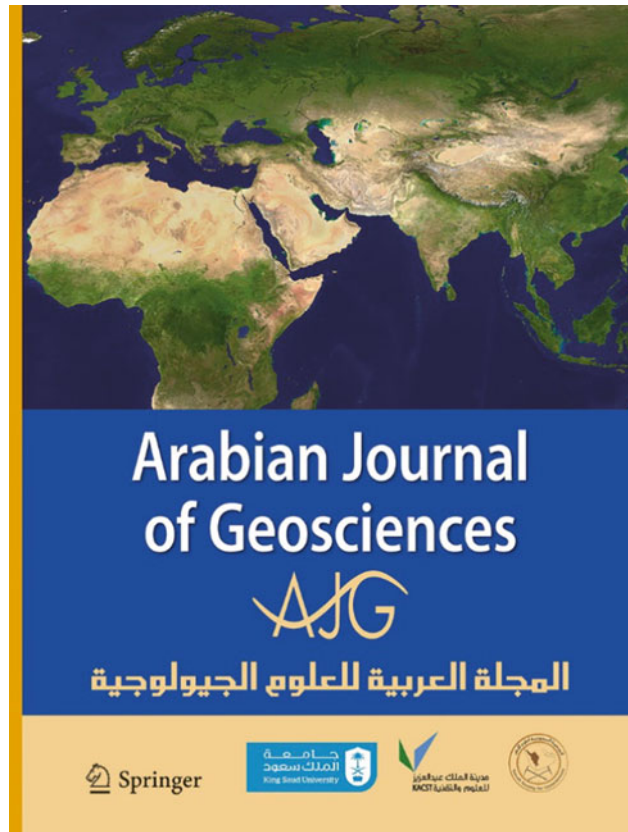 Arabian Journal
of Geosciences
AJG
المجلة العربية للعلوم الجيولوجية
Springer
جامعة
الملك سعود
King Saud University
مدينة الملك عبدالعزيز
للعلوم والتقنية KACST